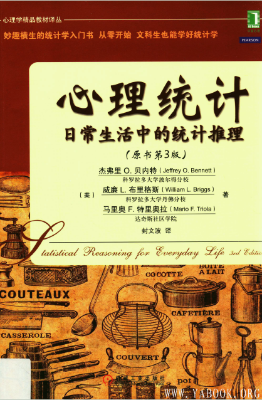 心理学精品教材译丛
妙趣横生的统计学入门书 从零开始 文科生也能学好统计学
PEARSON
心理统计
日常生活中的统计推理
(原书第3版)
杰弗里 O. 贝内特 (Jeffrey O. Bennett)
科罗拉多大学波尔得分校
(美) 威廉 L. 布里格斯 (William L. Briggs) 著
科罗拉多大学丹佛分校
马里奥 F. 特里奥拉 (Mario F. Triola)
达奇斯社区学院
封文波 译
Statistical Reasoning for Everyday Life 3rd Edition
COUTEAUX
WWW.YABOOK.ORG